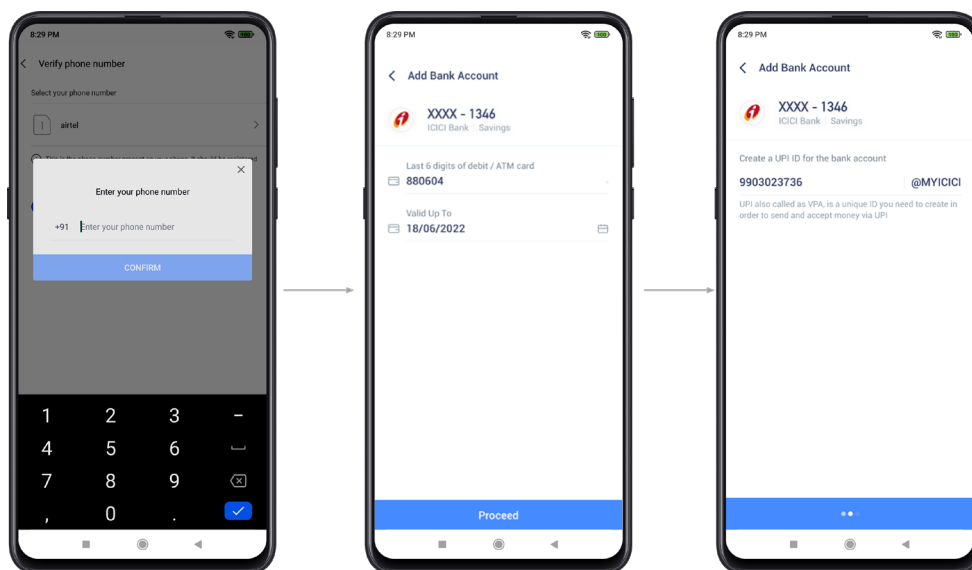 8:29 PM
Verify phone number
Select your phone number
1
airtel
Enter your phone number
+91 Enter your phone number
CONFIRM
1 2 3 –
4 5 6
7 8 9
, 0 .
8:29 PM
100
Add Bank Account
XXXX - 1346
ICICI Bank | Savings
Last 6 digits of debit / ATM card
880604
Valid Up To
18/06/2022
Proceed
8:29 PM
100
Add Bank Account
XXXX - 1346
ICICI Bank | Savings
Create a UPI ID for the bank account
9903023736 @MYICICI
UPI also called as VPA, is a unique ID you need to create in
order to send and accept money via UPI